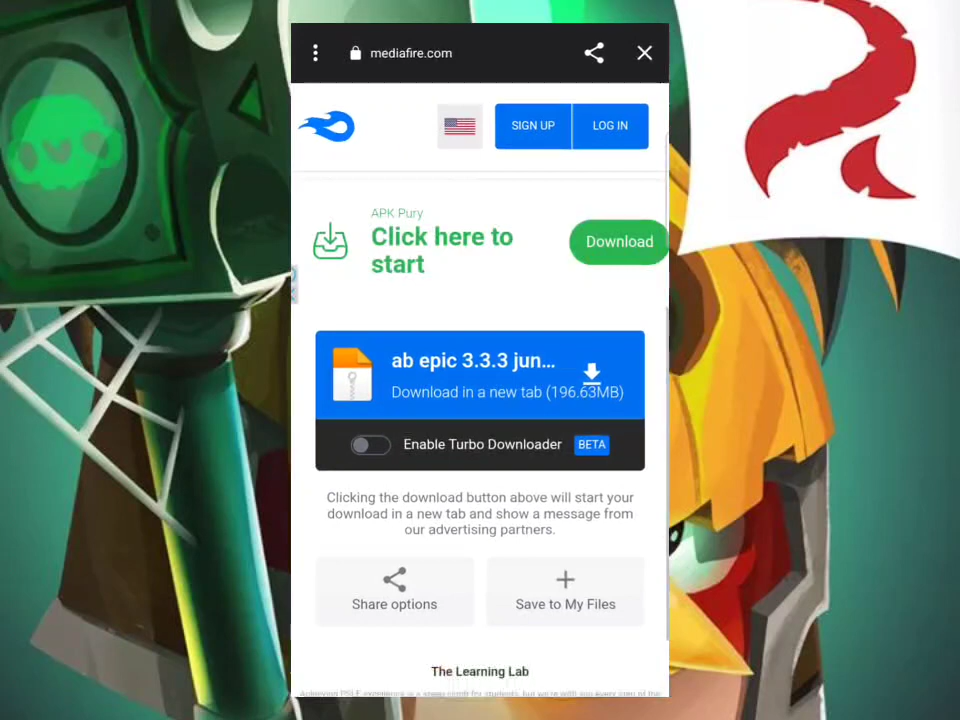 mediafire.com
SIGN UP
LOG IN
APK Pury
Click here to
start
Download
ab epic 3.3.3 jun...
Download in a new tab (196.63MB)
Enable Turbo Downloader
BETA
Clicking the download button above will start your
download in a new tab and show a message from
our advertising partners.
Share options
Save to My Files
The Learning Lab